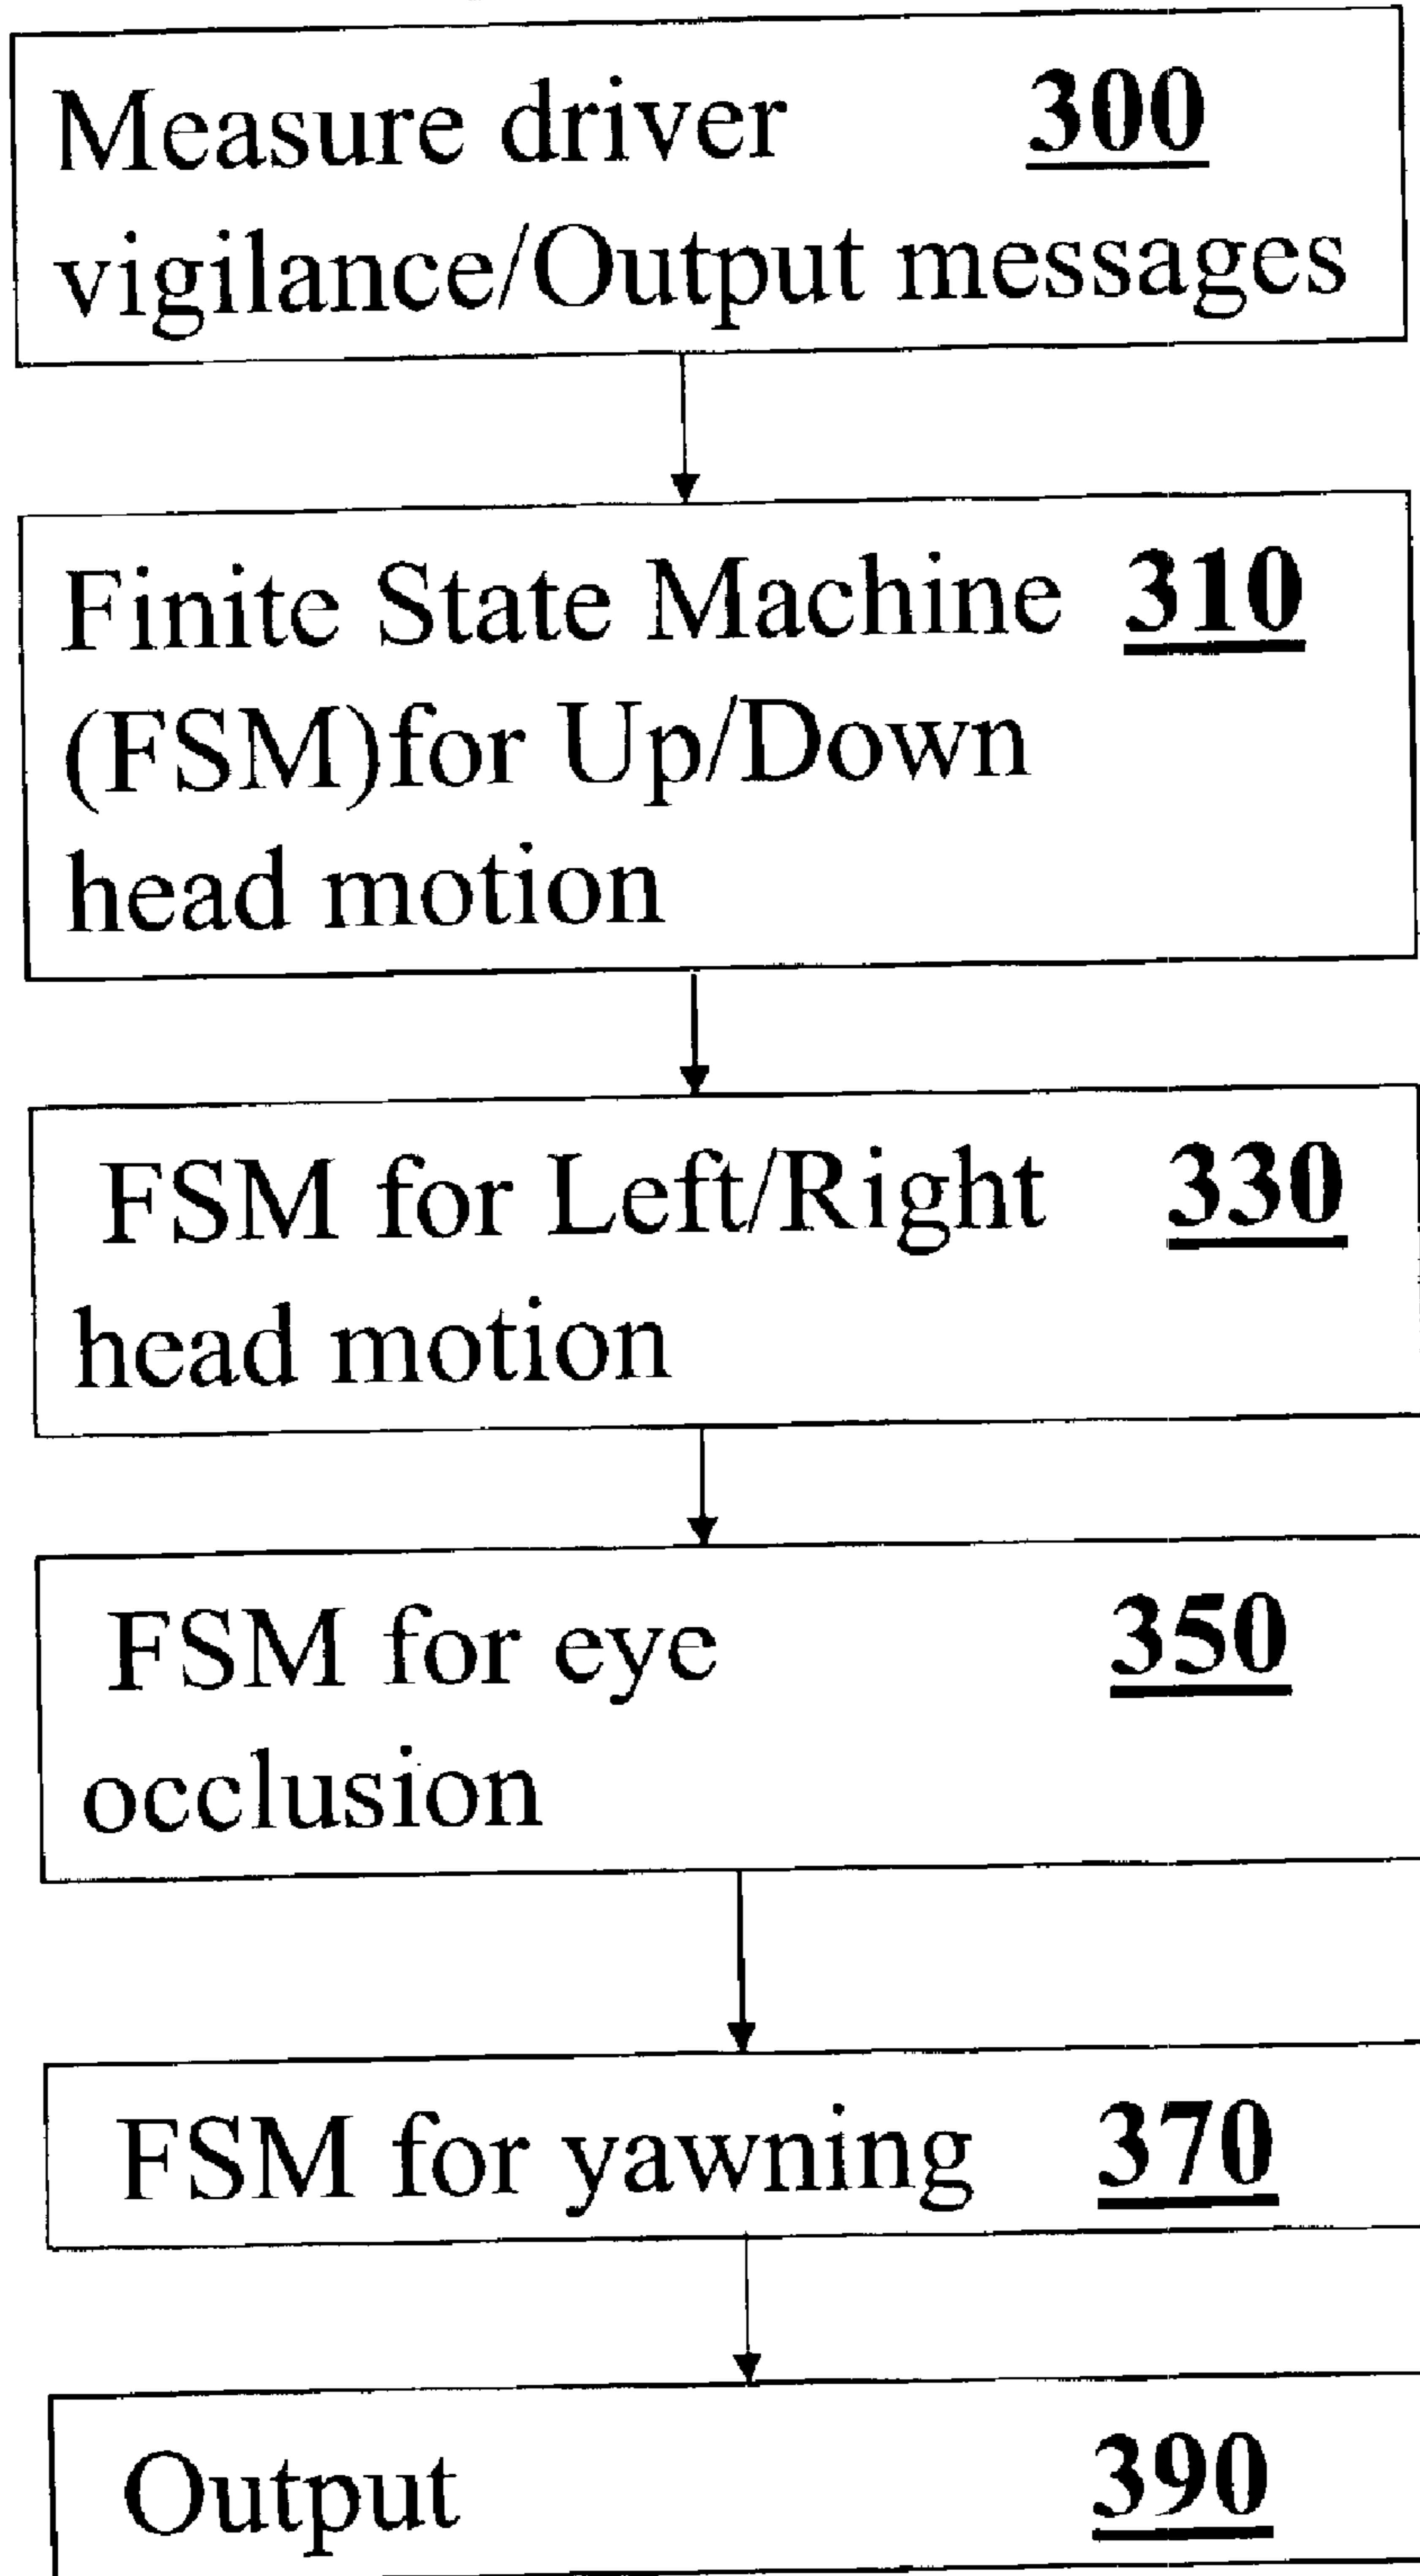 Measure driver 300
vigilance/Output messages
Finite State Machine 310
(FSM)for Up/Down
head motion
FSM for Left/Right 330
head motion
FSM for eye 350
occlusion
FSM for yawning 370
Output 390